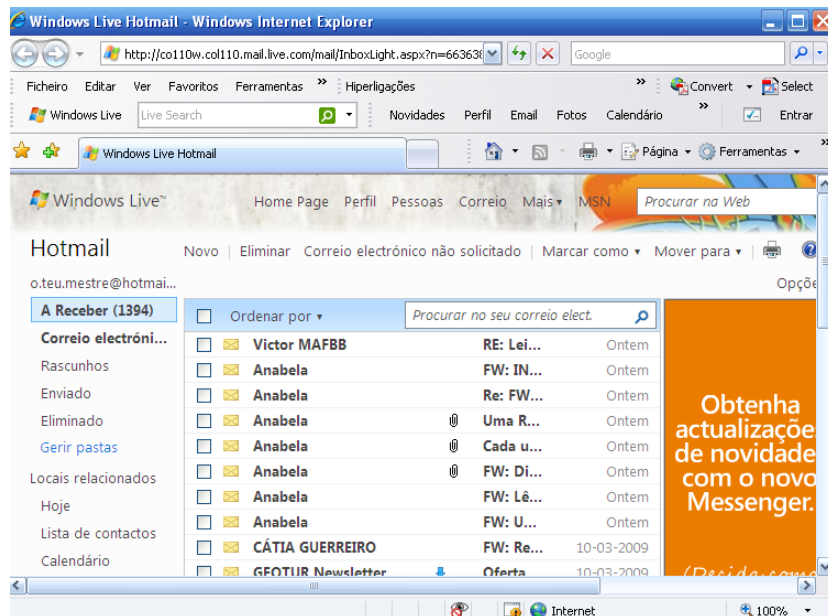 Windows Live Hotmail - Windows Internet Explorer
http://co110w.col110.mail.live.com/mail/InboxLight.aspx?n=66363 Google
Ficheiro Editar Ver Favoritos Ferramentas » Hiperligações » Convert Select
Windows Live Live Search Novidades Perfil Email Fotos Calendário » Entrar
Windows Live Hotmail Página Ferramentas »
Windows Live™ Home Page Perfil Pessoas Correio Mais MSN Procurar na Web
Hotmail Novo | Eliminar Correio electrónico não solicitado | Marcar como Mover para |
o.teu.mestre@hotmai... Opçõe
A Receber (1394) Ordenar por Procurar no seu correio elect.
Correio electróni... Victor MAFBB RE: Lei... Ontem
Rascunhos Anabela FW: IN... Ontem
Enviado Anabela Re: FW... Ontem
Eliminado Anabela Uma R... Ontem
Gerir pastas Anabela Cada u... Ontem
Locais relacionados Anabela FW: Di... Ontem
Hoje Anabela FW: Lê... Ontem
Lista de contactos Anabela FW: U... Ontem
Calendário CÁTIA GUERREIRO FW: Re... 10-03-2009
GEOTUR Newsletter Oferta 10-03-2009
Obtenha
actualizaçõe
de novidade
com o novo
Messenger.
(Decida como
Internet 100%